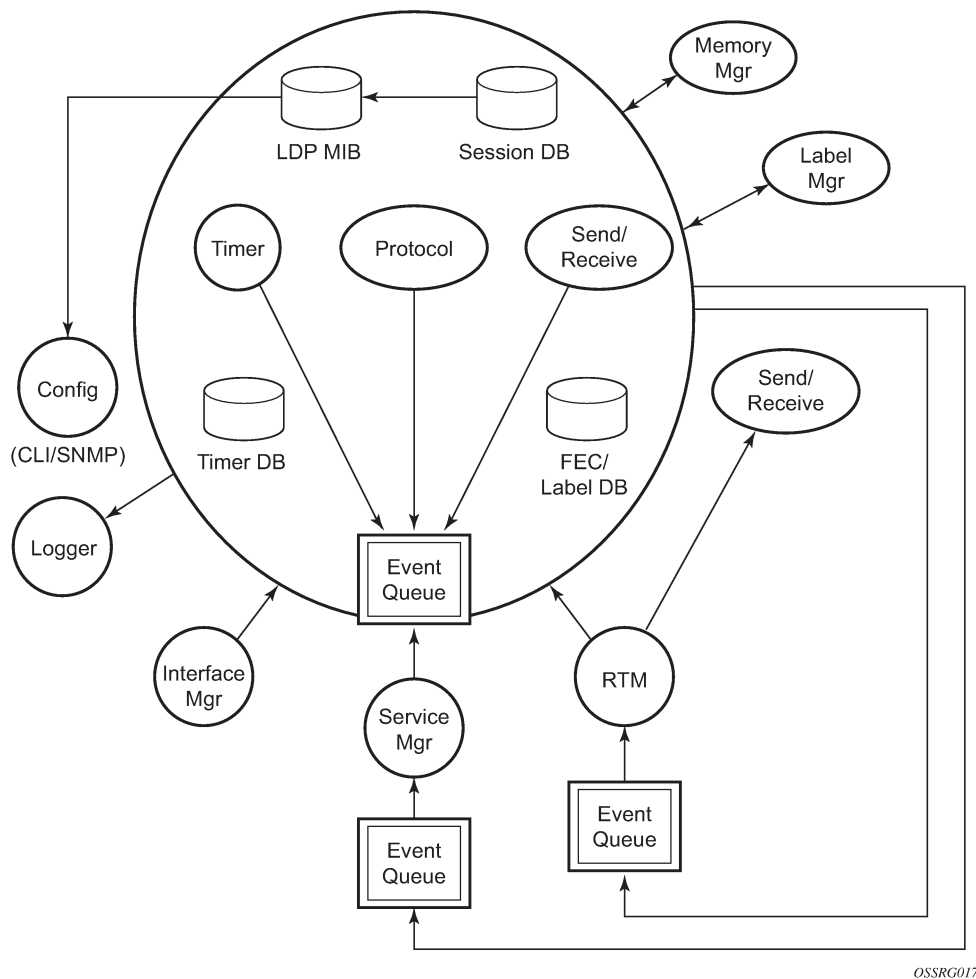 Memory
Mgr
LDP MIB
Session DB
Label
Mgr
Timer
Protocol
Send/
Receive
Config
(CLI/SNMP)
Timer DB
FEC/
Label DB
Send/
Receive
Logger
Event
Queue
Interface
Mgr
Service
Mgr
RTM
Event
Queue
Event
Queue
OSSRG017